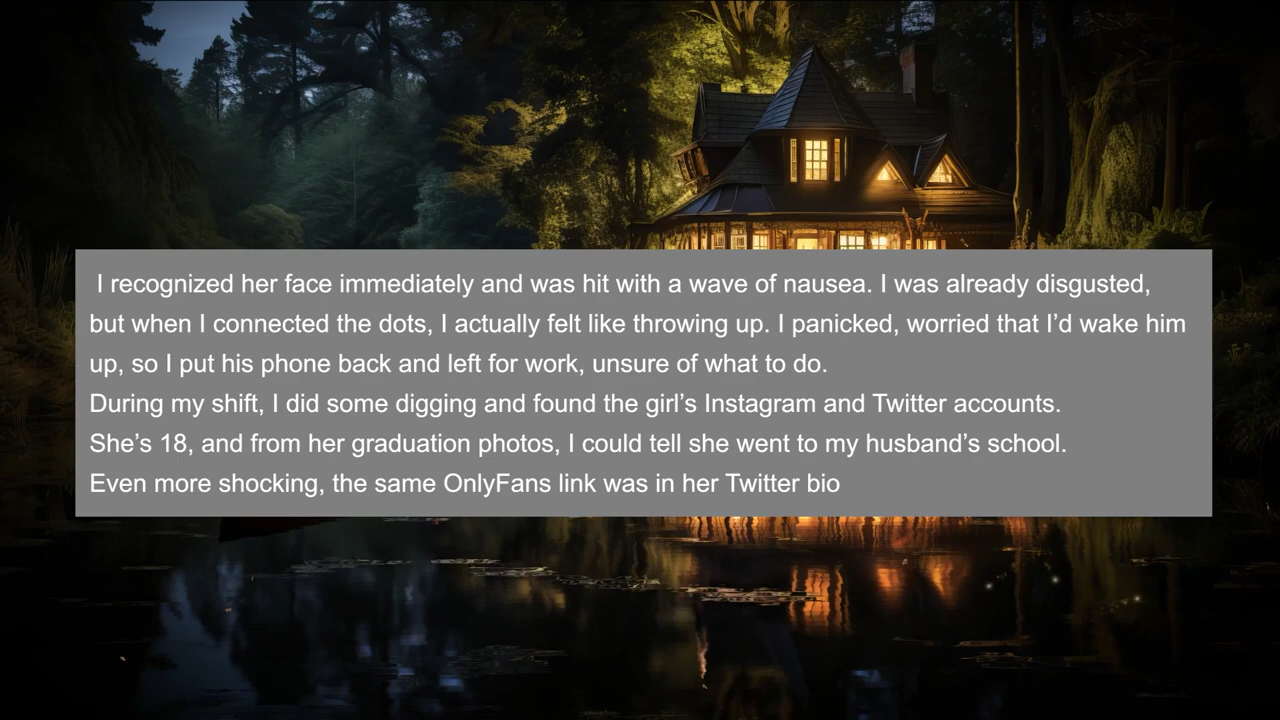 I recognized her face immediately and was hit with a wave of nausea. I was already disgusted,
but when I connected the dots, I actually felt like throwing up. I panicked, worried that I’d wake him
up, so I put his phone back and left for work, unsure of what to do.
During my shift, I did some digging and found the girl’s Instagram and Twitter accounts.
She’s 18, and from her graduation photos, I could tell she went to my husband’s school.
Even more shocking, the same OnlyFans link was in her Twitter bio